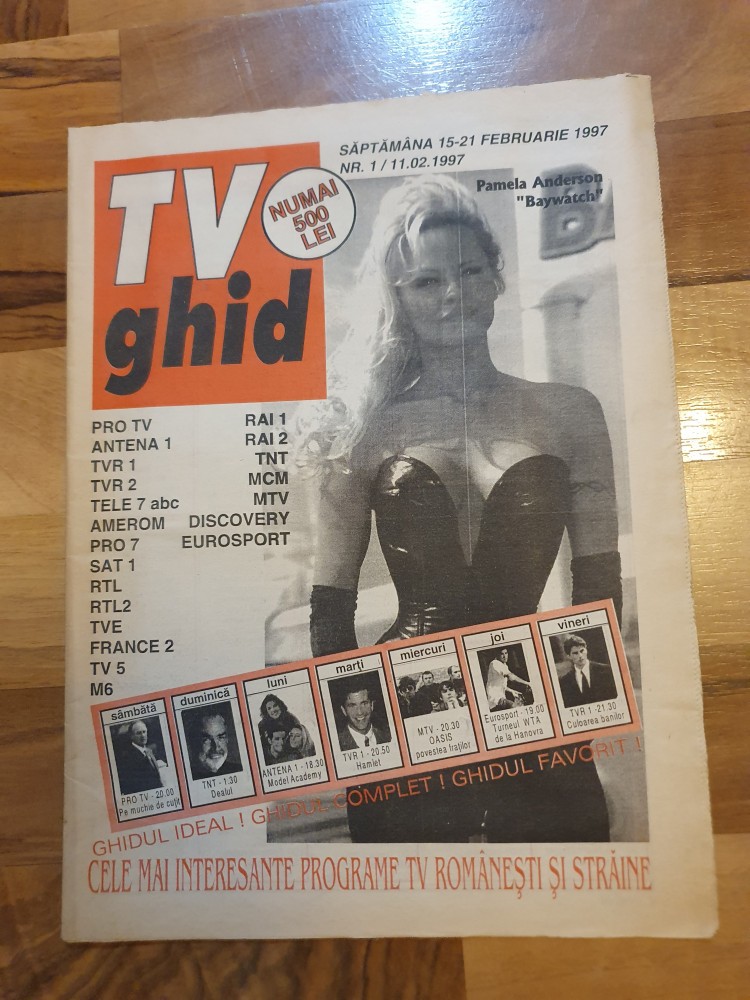 SĂPTĂMÂNA 15-21 FEBRUARIE 1997
NR. 1 / 11.02.1997
TV
ghid
NUMAI
500
LEI
Pamela Anderson
"Baywatch"
PRO TV
ANTENA 1
TVR 1
TVR 2
TELE 7 abc
AMEROM
PRO 7
SAT 1
RTL
RTL2
TVE
FRANCE 2
TV 5
M6
RAI 1
RAI 2
TNT
MCM
MTV
DISCOVERY
EUROSPORT
sâmbătă
PRO TV - 20.00
Pe muchie de cuţit
duminică
TNT - 1.30
Dealul
luni
ANTENA 1 - 18.30
Model Academy
marţi
TVR 1 - 20.50
Hamlet
miercuri
MTV - 20.30
OASIS
povestea fraţilor
joi
Eurosport - 19.00
Turneul WTA
de la Hanovra
vineri
TVR 1 - 21.30
Culoarea banilor
GHIDUL IDEAL ! GHIDUL COMPLET ! GHIDUL FAVORIT !
CELE MAI INTERESANTE PROGRAME TV ROMÂNEŞTI ŞI STRĂINE